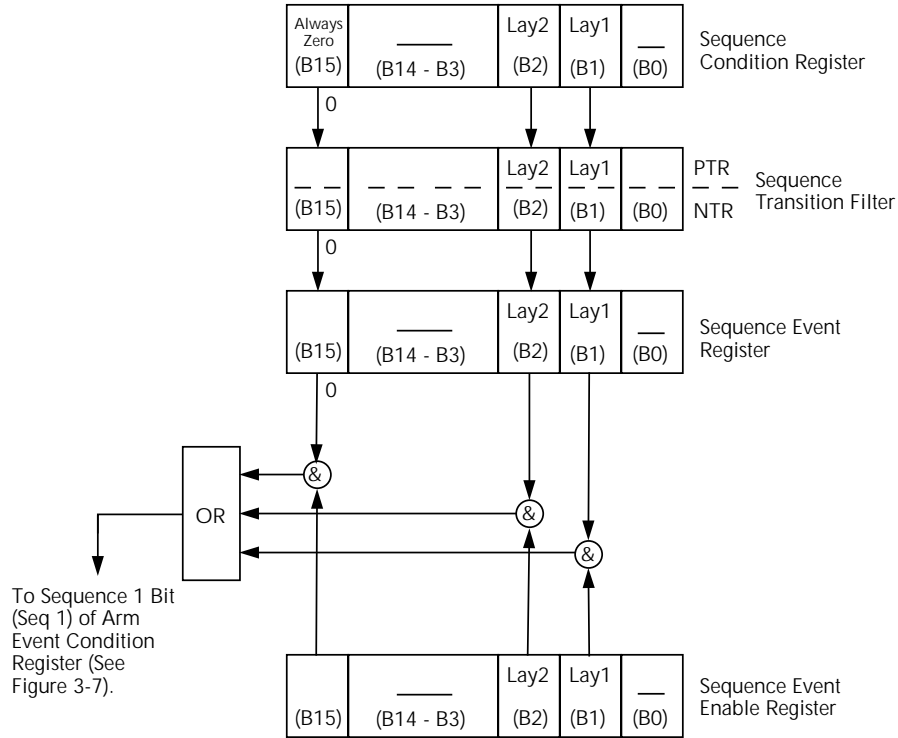 Always
Zero
(B15)
(B14 - B3)
Lay2
(B2)
Lay1
(B1)
(B0)
Sequence
Condition Register
0
(B15)
(B14 - B3)
Lay2
(B2)
Lay1
(B1)
(B0)
PTR
NTR
Sequence
Transition Filter
0
(B15)
(B14 - B3)
Lay2
(B2)
Lay1
(B1)
(B0)
Sequence Event
Register
0
&
OR
&
&
To Sequence 1 Bit
(Seq 1) of Arm
Event Condition
Register (See
Figure 3-7).
(B15)
(B14 - B3)
Lay2
(B2)
Lay1
(B1)
(B0)
Sequence Event
Enable Register